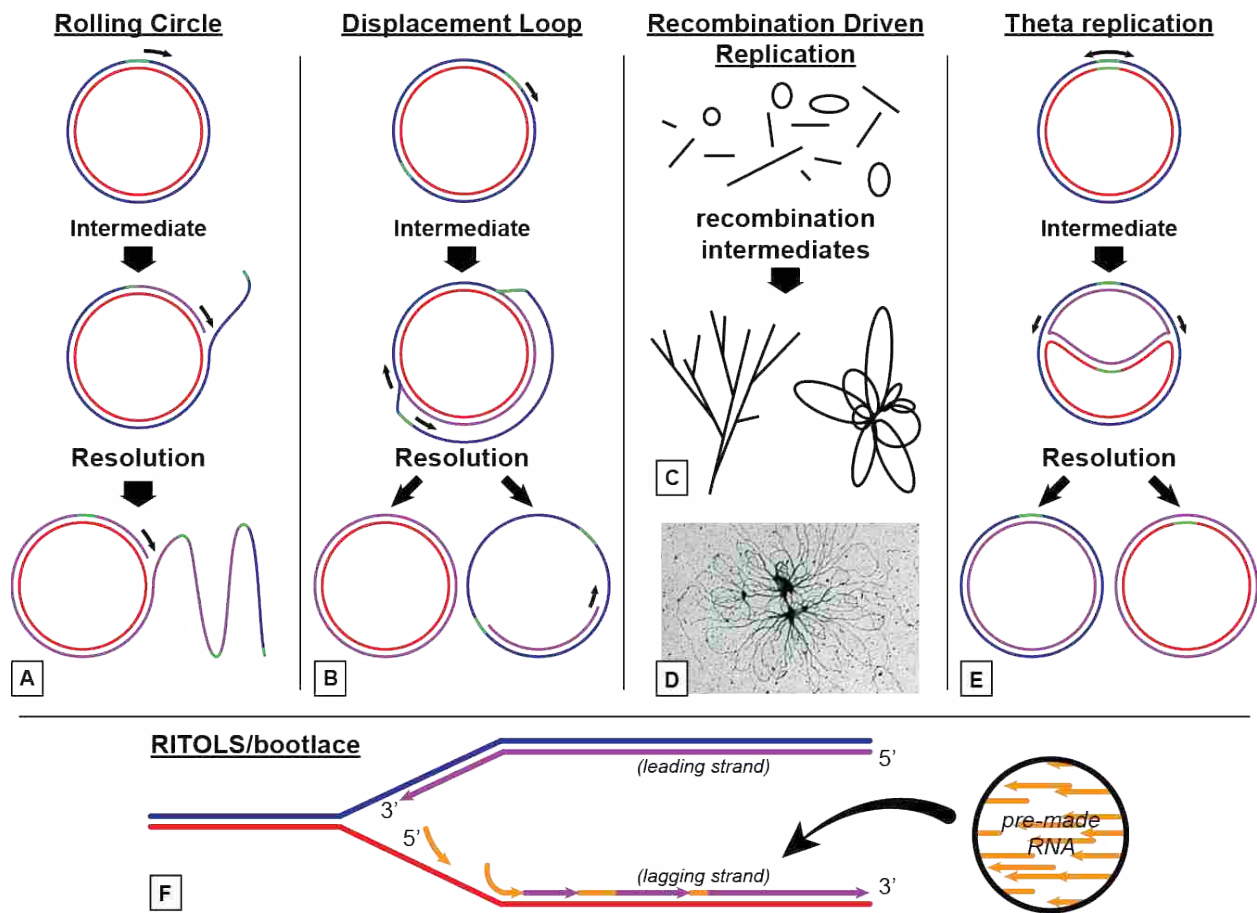 Rolling Circle
Intermediate
Resolution
A
Displacement Loop
Intermediate
Resolution
B
Recombination Driven
Replication
recombination
intermediates
C
D
Theta replication
Intermediate
Resolution
E
RITOLS/bootlace
(leading strand)
5’
3’
5’
(lagging strand)
3’
pre-made
RNA
F